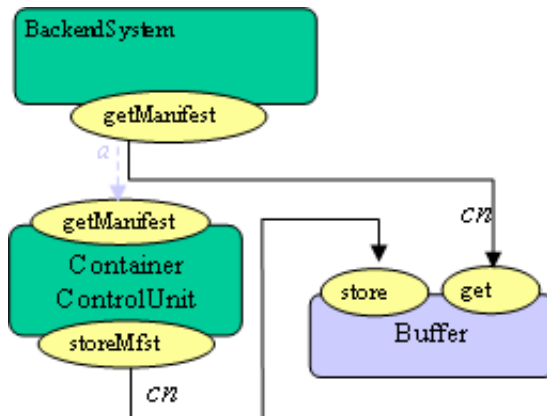 BackendSystem
getManifest
a
getManifest
cn
Container
ControlUnit
store
get
storeMfst
Buffer
cn